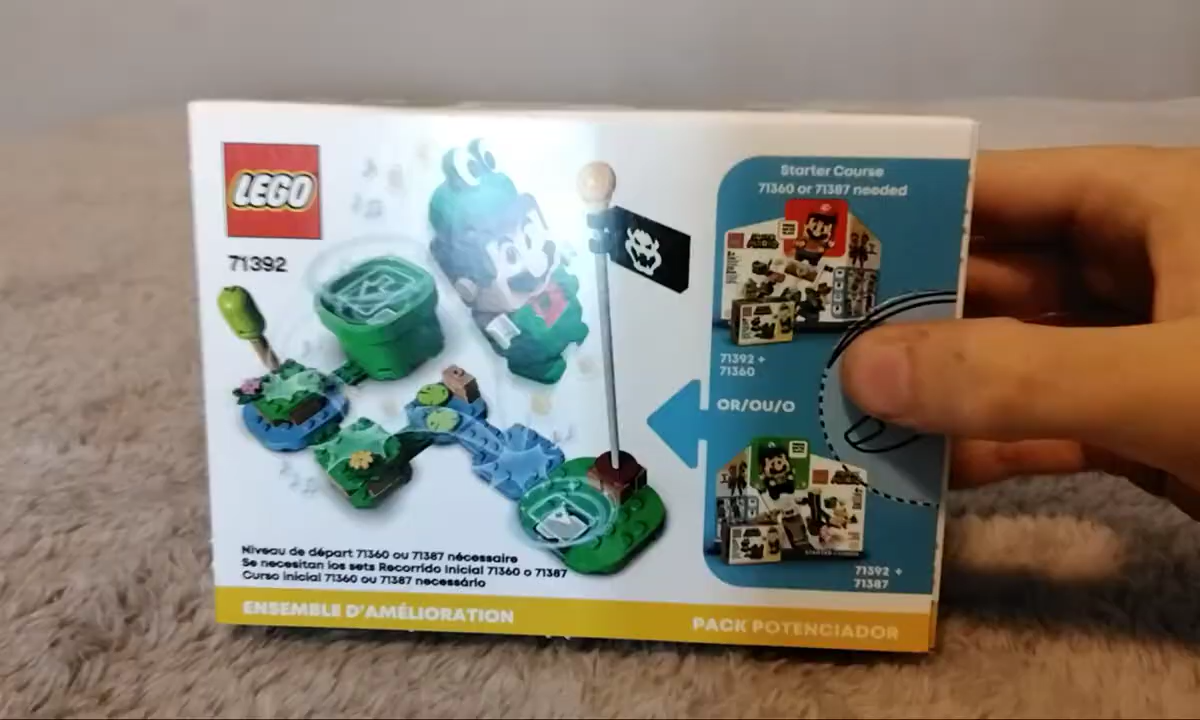 LEGO
71392
Starter Course
71360 or 71387 needed
71392 +
71360
OR/OU/O
71392 +
71387
Niveau de départ 71360 ou 71387 nécessaire
Se necesitan los sets Recorrido Inicial 71360 o 71387
Curso inicial 71360 ou 71387 necessário
ENSEMBLE D'AMÉLIORATION
PACK POTENCIADOR